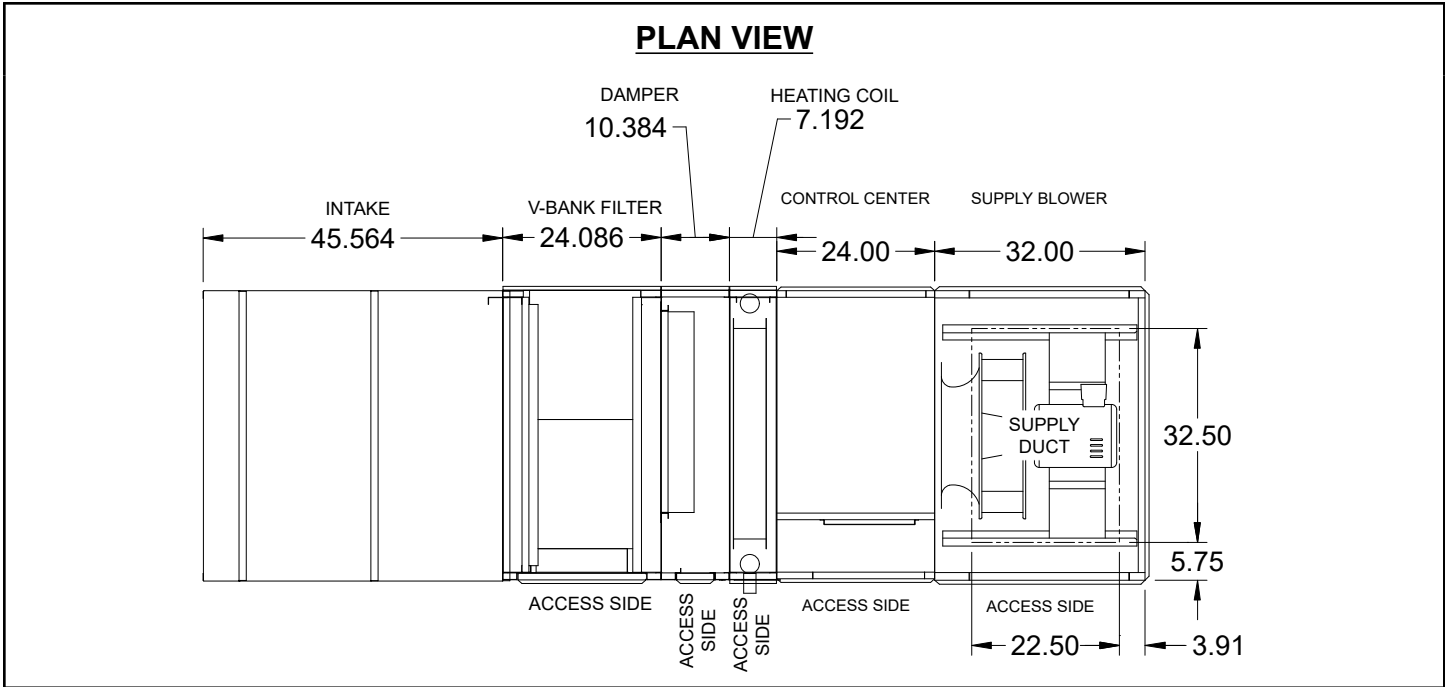 PLAN VIEW
DAMPER
10.384
HEATING COIL
7.192
INTAKE
45.564
V-BANK FILTER
24.086
CONTROL CENTER
24.00
SUPPLY BLOWER
32.00
SUPPLY
DUCT
32.50
5.75
ACCESS SIDE
ACCESS
SIDE
ACCESS
SIDE
ACCESS SIDE
ACCESS SIDE
22.50
3.91